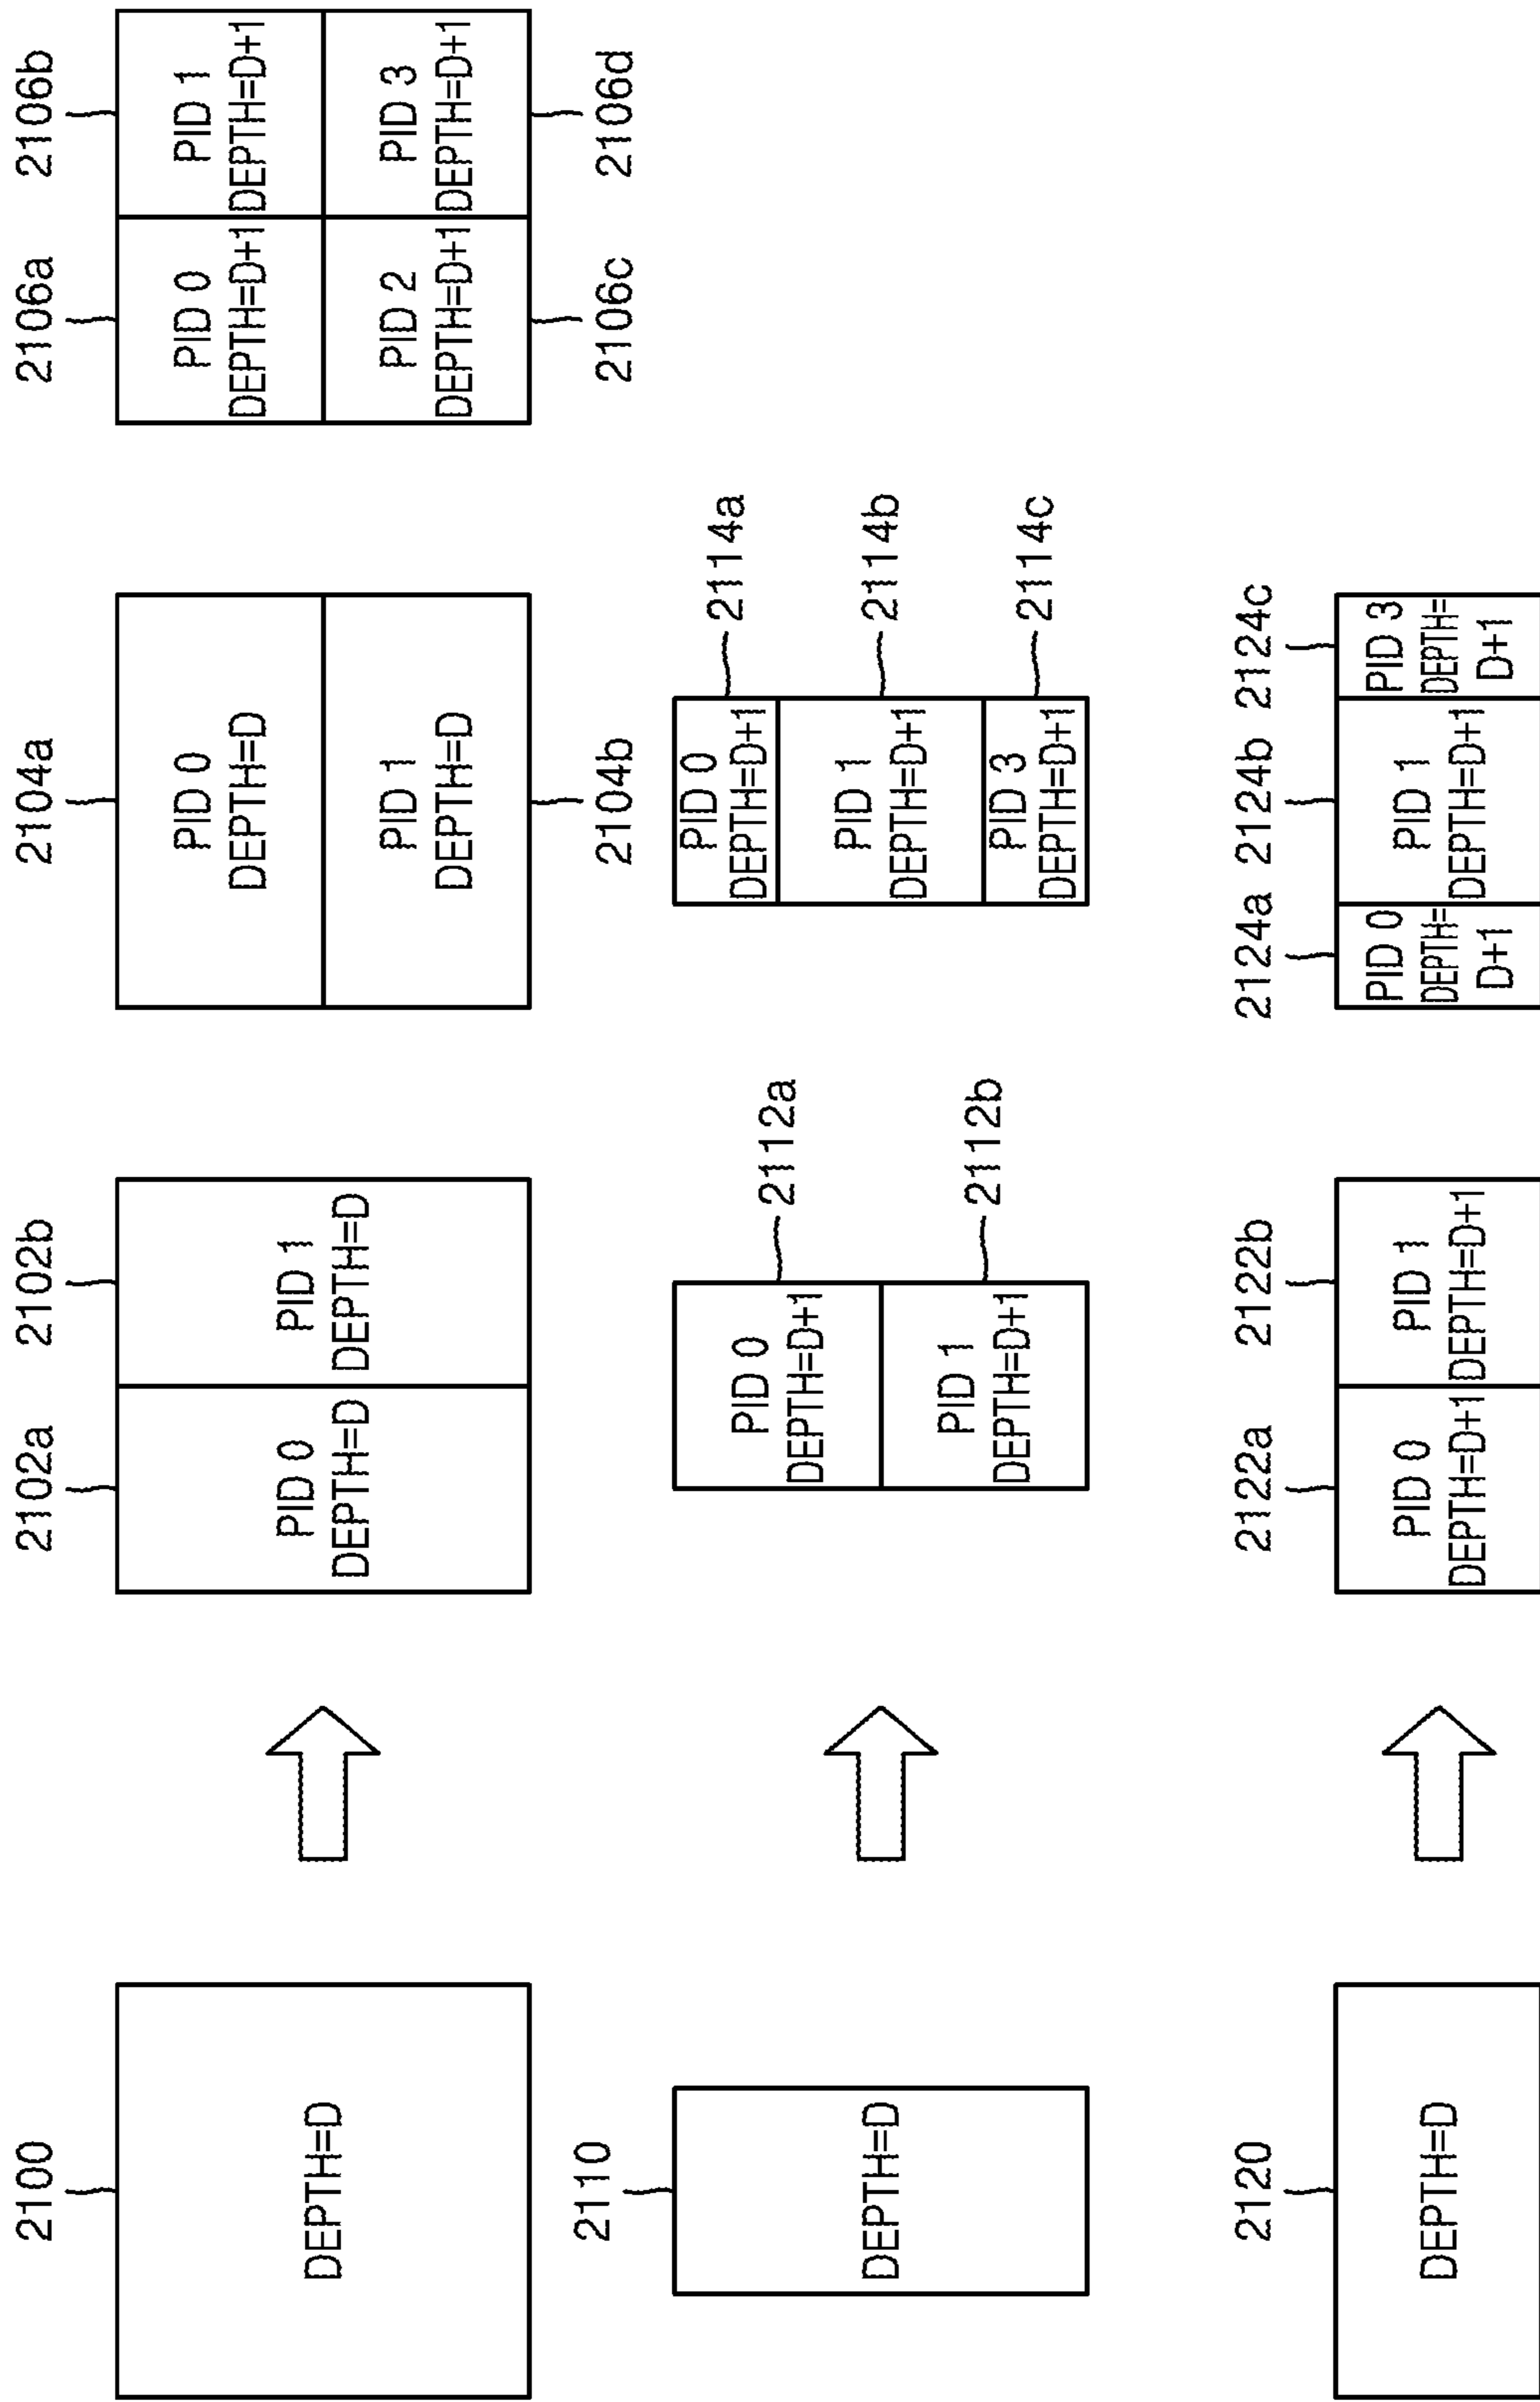 2100
DEPTH=D
2102a
2102b
PID 0
DEPTH=D
PID 1
DEPTH=D
2104a
PID 0
DEPTH=D
PID 1
DEPTH=D
2104b
2106a
2106b
PID 0
DEPTH=D+1
PID 1
DEPTH=D+1
PID 2
DEPTH=D+1
PID 3
DEPTH=D+1
2106c
2106d
2110
DEPTH=D
PID 0
DEPTH=D+1
2112a
PID 1
DEPTH=D+1
2112b
PID 0
DEPTH=D+1
2114a
PID 1
DEPTH=D+1
2114b
PID 3
DEPTH=D+1
2114c
2120
DEPTH=D
2122a
2122b
PID 0
DEPTH=D+1
PID 1
DEPTH=D+1
2124a
2124b
2124c
PID 0
DEPTH=
D+1
PID 1
DEPTH=D+1
PID 3
DEPTH=
D+1